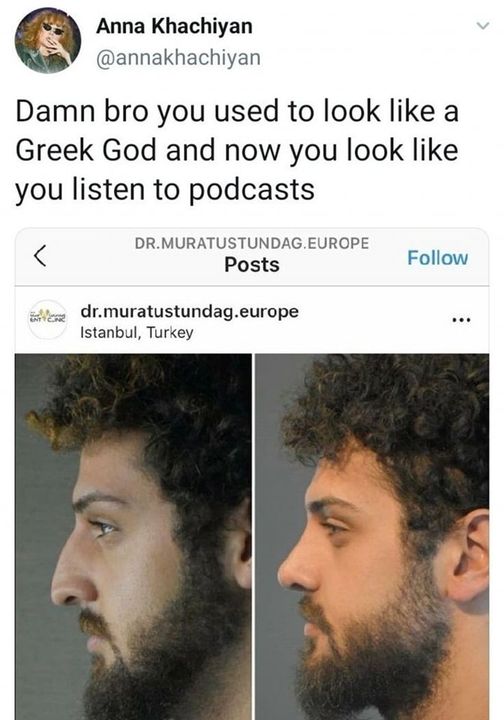 Anna Khachiyan
@annakhachiyan
Damn bro you used to look like a
Greek God and now you look like
you listen to podcasts
DR.MURATUSTUNDAG.EUROPE
Posts
Follow
dr.muratustundag.europe
Istanbul, Turkey